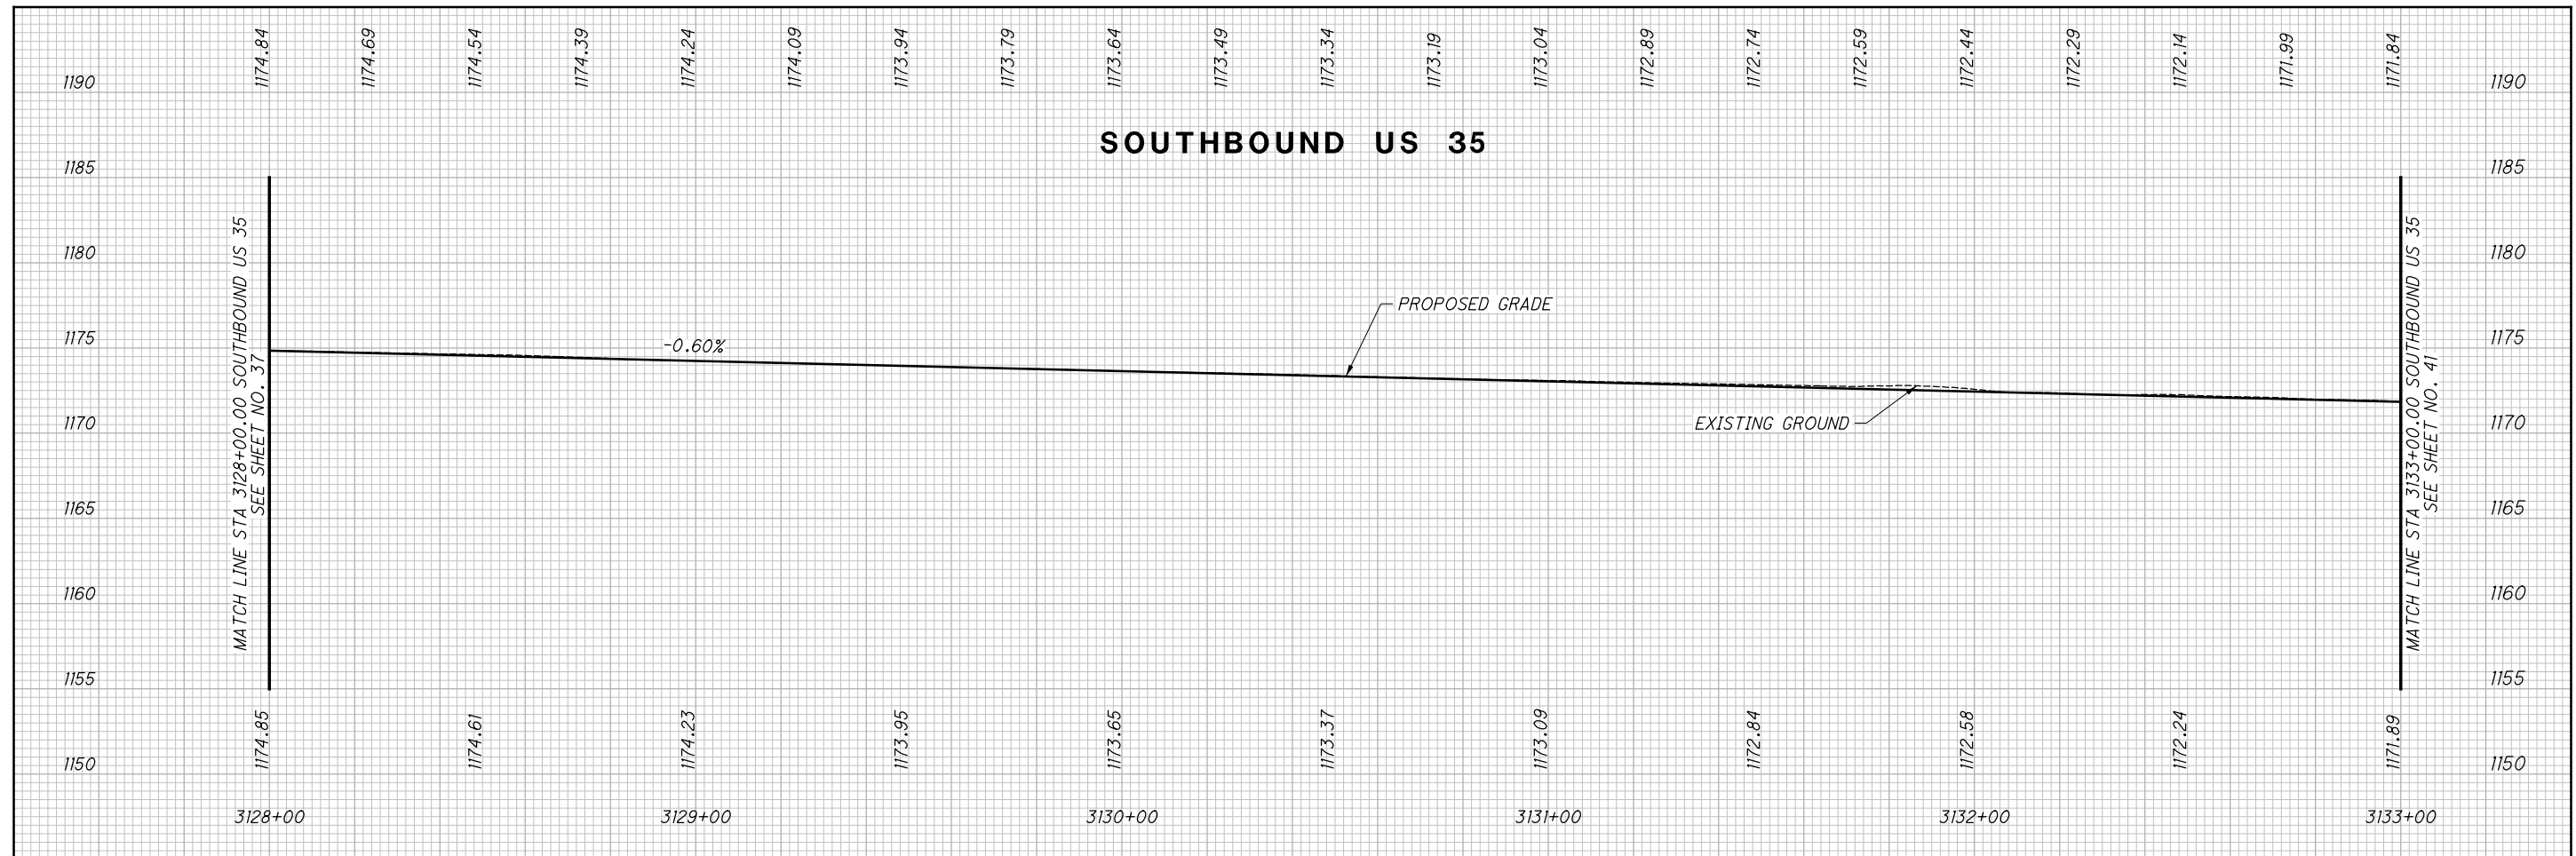 1174.84 1174.69 1174.54 1174.39 1174.24 1174.09 1173.94 1173.79 1173.64 1173.49 1173.34 1173.19 1173.04 1172.89 1172.74 1172.59 1172.44 1172.29 1172.14 1171.99 1171.84
1190 1190
SOUTHBOUND US 35
1185 1185
1180 1180
MATCH LINE STA 3128+00.00 SOUTHBOUND US 35
SEE SHEET NO. 37
PROPOSED GRADE
1175 1175
-0.60%
EXISTING GROUND
MATCH LINE STA 3133+00.00 SOUTHBOUND US 35
SEE SHEET NO. 41
1170 1170
1165 1165
1160 1160
1155 1155
1174.85 1174.61 1174.23 1173.95 1173.65 1173.37 1173.09 1172.84 1172.58 1172.24 1171.89
1150 1150
3128+00 3129+00 3130+00 3131+00 3132+00 3133+00